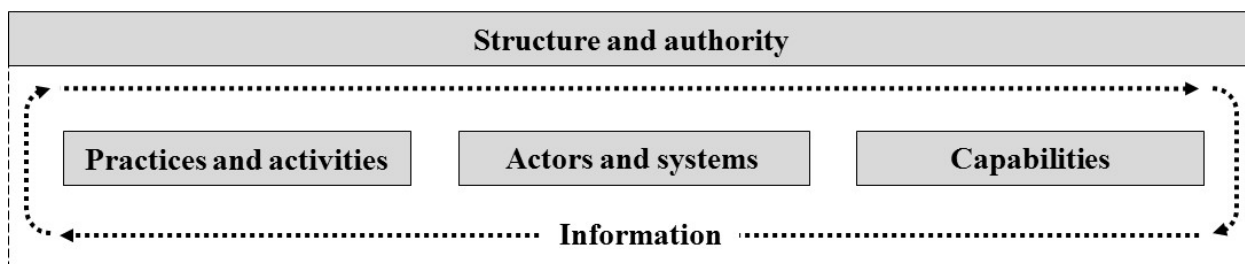 Structure and authority
Practices and activities
Actors and systems
Capabilities
Information